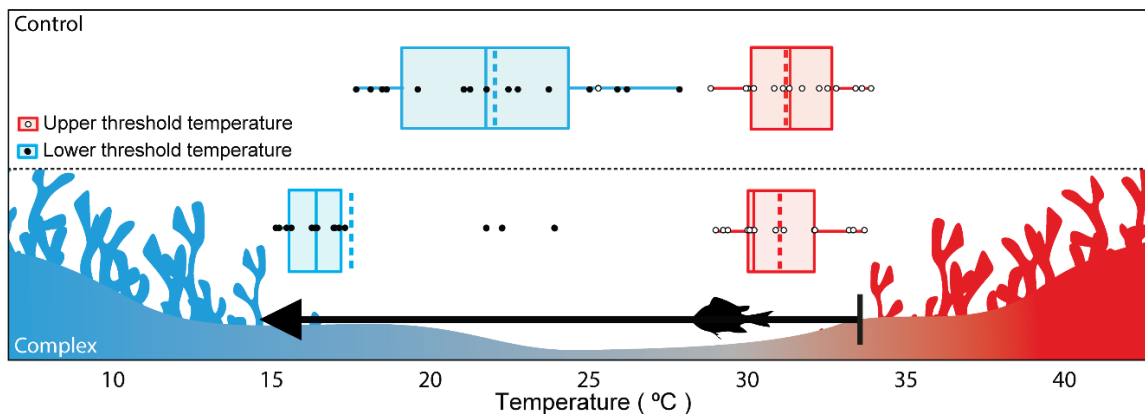 Control
Upper threshold temperature
Lower threshold temperature
Complex
10 15 20 25 30 35 40
Temperature ( ºC )